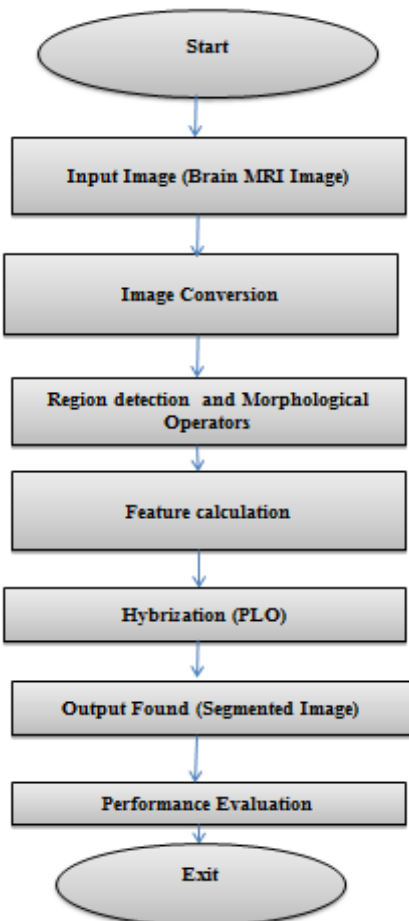 Start
Input Image (Brain MRI Image)
Image Conversion
Region detection and Morphological
Operators
Feature calculation
Hybrization (PLO)
Output Found (Segmented Image)
Performance Evaluation
Exit